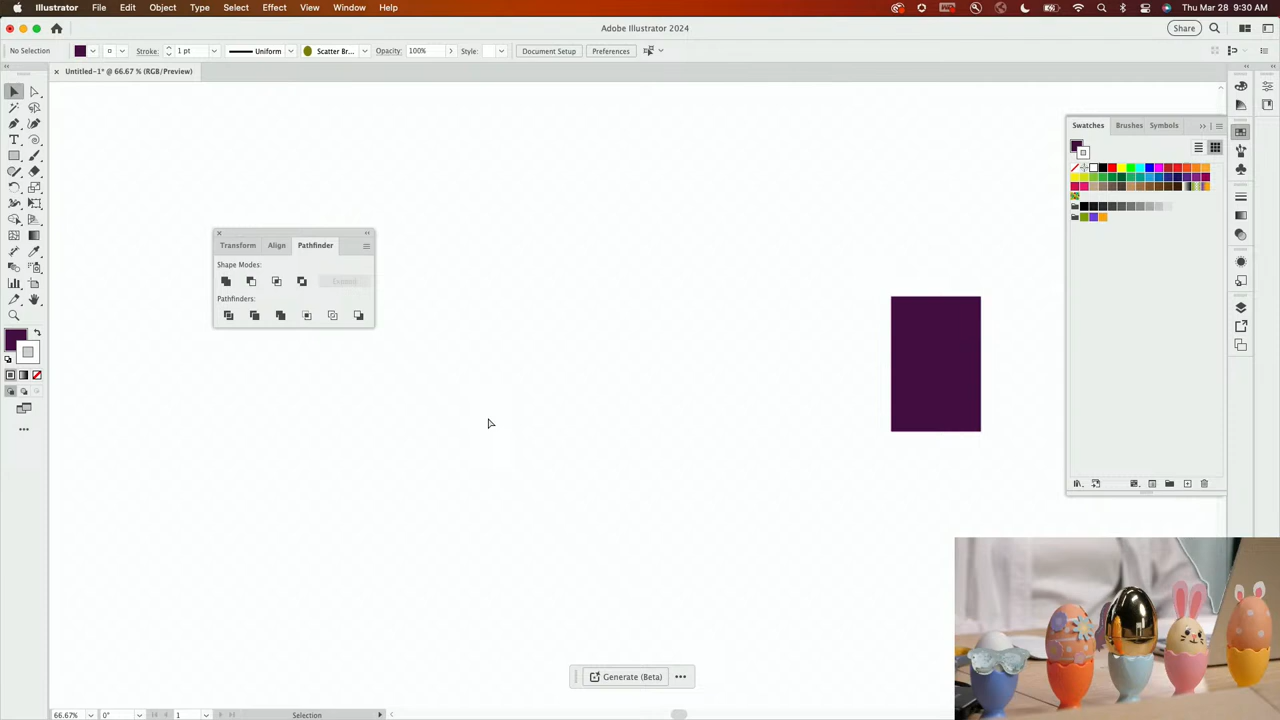 Illustrator File Edit Object Type Select Effect View Window Help Thu Mar 28 9:30 AM
Adobe Illustrator 2024 Share
No Selection Stroke: 1 pt Uniform Scatter Br... Opacity: 100% Style: Document Setup Preferences
× Untitled-1* @ 66.67 % (RGB/Preview)
Swatches Brushes Symbols
Transform Align Pathfinder
Shape Modes:
Expand
Pathfinders:
Generate (Beta)
66.67% 0° 1 Selection